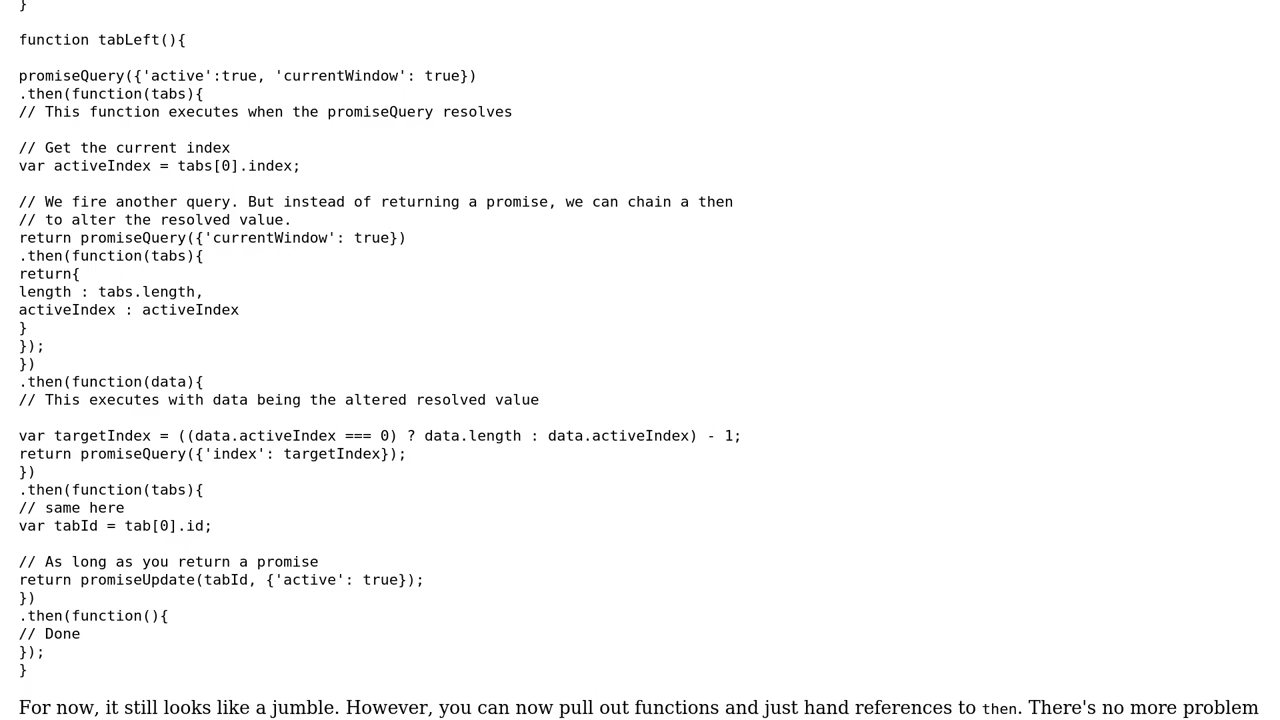 }
function tabLeft(){
promiseQuery({'active':true, 'currentWindow': true})
.then(function(tabs){
// This function executes when the promiseQuery resolves
// Get the current index
var activeIndex = tabs[0].index;
// We fire another query. But instead of returning a promise, we can chain a then
// to alter the resolved value.
return promiseQuery({'currentWindow': true})
.then(function(tabs){
return{
length : tabs.length,
activeIndex : activeIndex
}
});
})
.then(function(data){
// This executes with data being the altered resolved value
var targetIndex = ((data.activeIndex === 0) ? data.length : data.activeIndex) - 1;
return promiseQuery({'index': targetIndex});
})
.then(function(tabs){
// same here
var tabId = tab[0].id;
// As long as you return a promise
return promiseUpdate(tabId, {'active': true});
})
.then(function(){
// Done
});
}
For now, it still looks like a jumble. However, you can now pull out functions and just hand references to then. There's no more problem